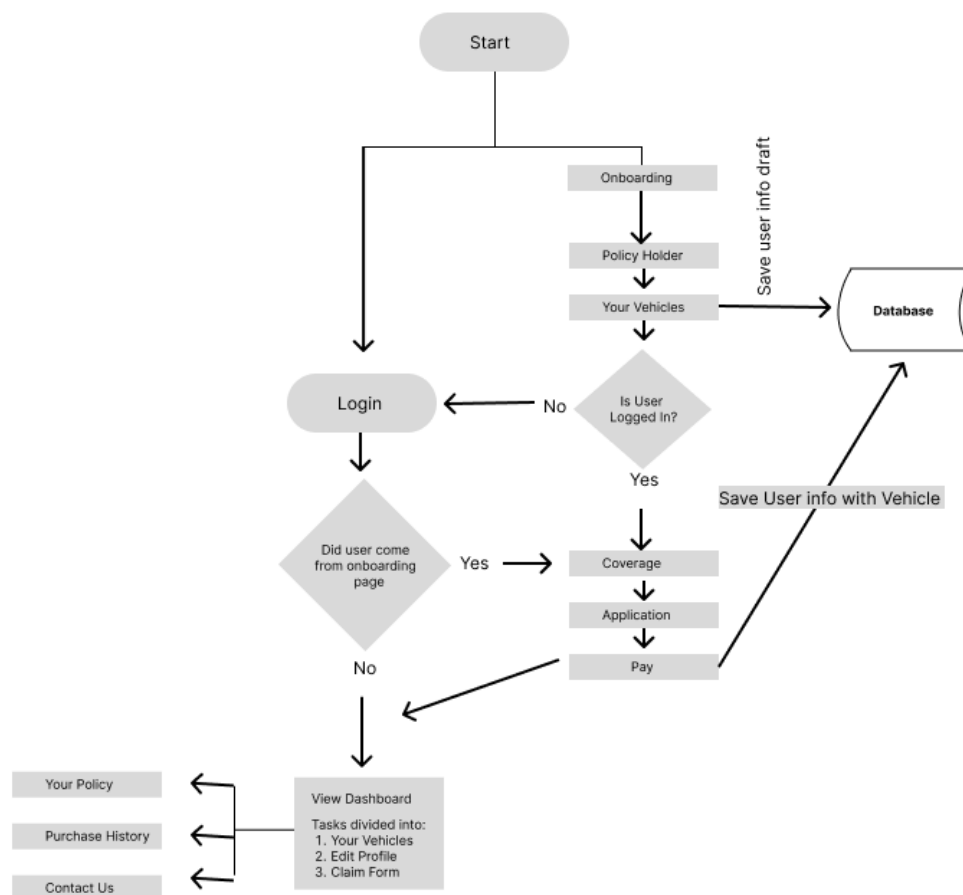 Start
Onboarding
Save user info draft
Policy Holder
Your Vehicles
Database
Login
No
Is User
Logged In?
Yes
Save User info with Vehicle
Did user come
from onboarding
page
Yes
Coverage
Application
Pay
No
Your Policy
Purchase History
Contact Us
View Dashboard
Tasks divided into:
1. Your Vehicles
2. Edit Profile
3. Claim Form